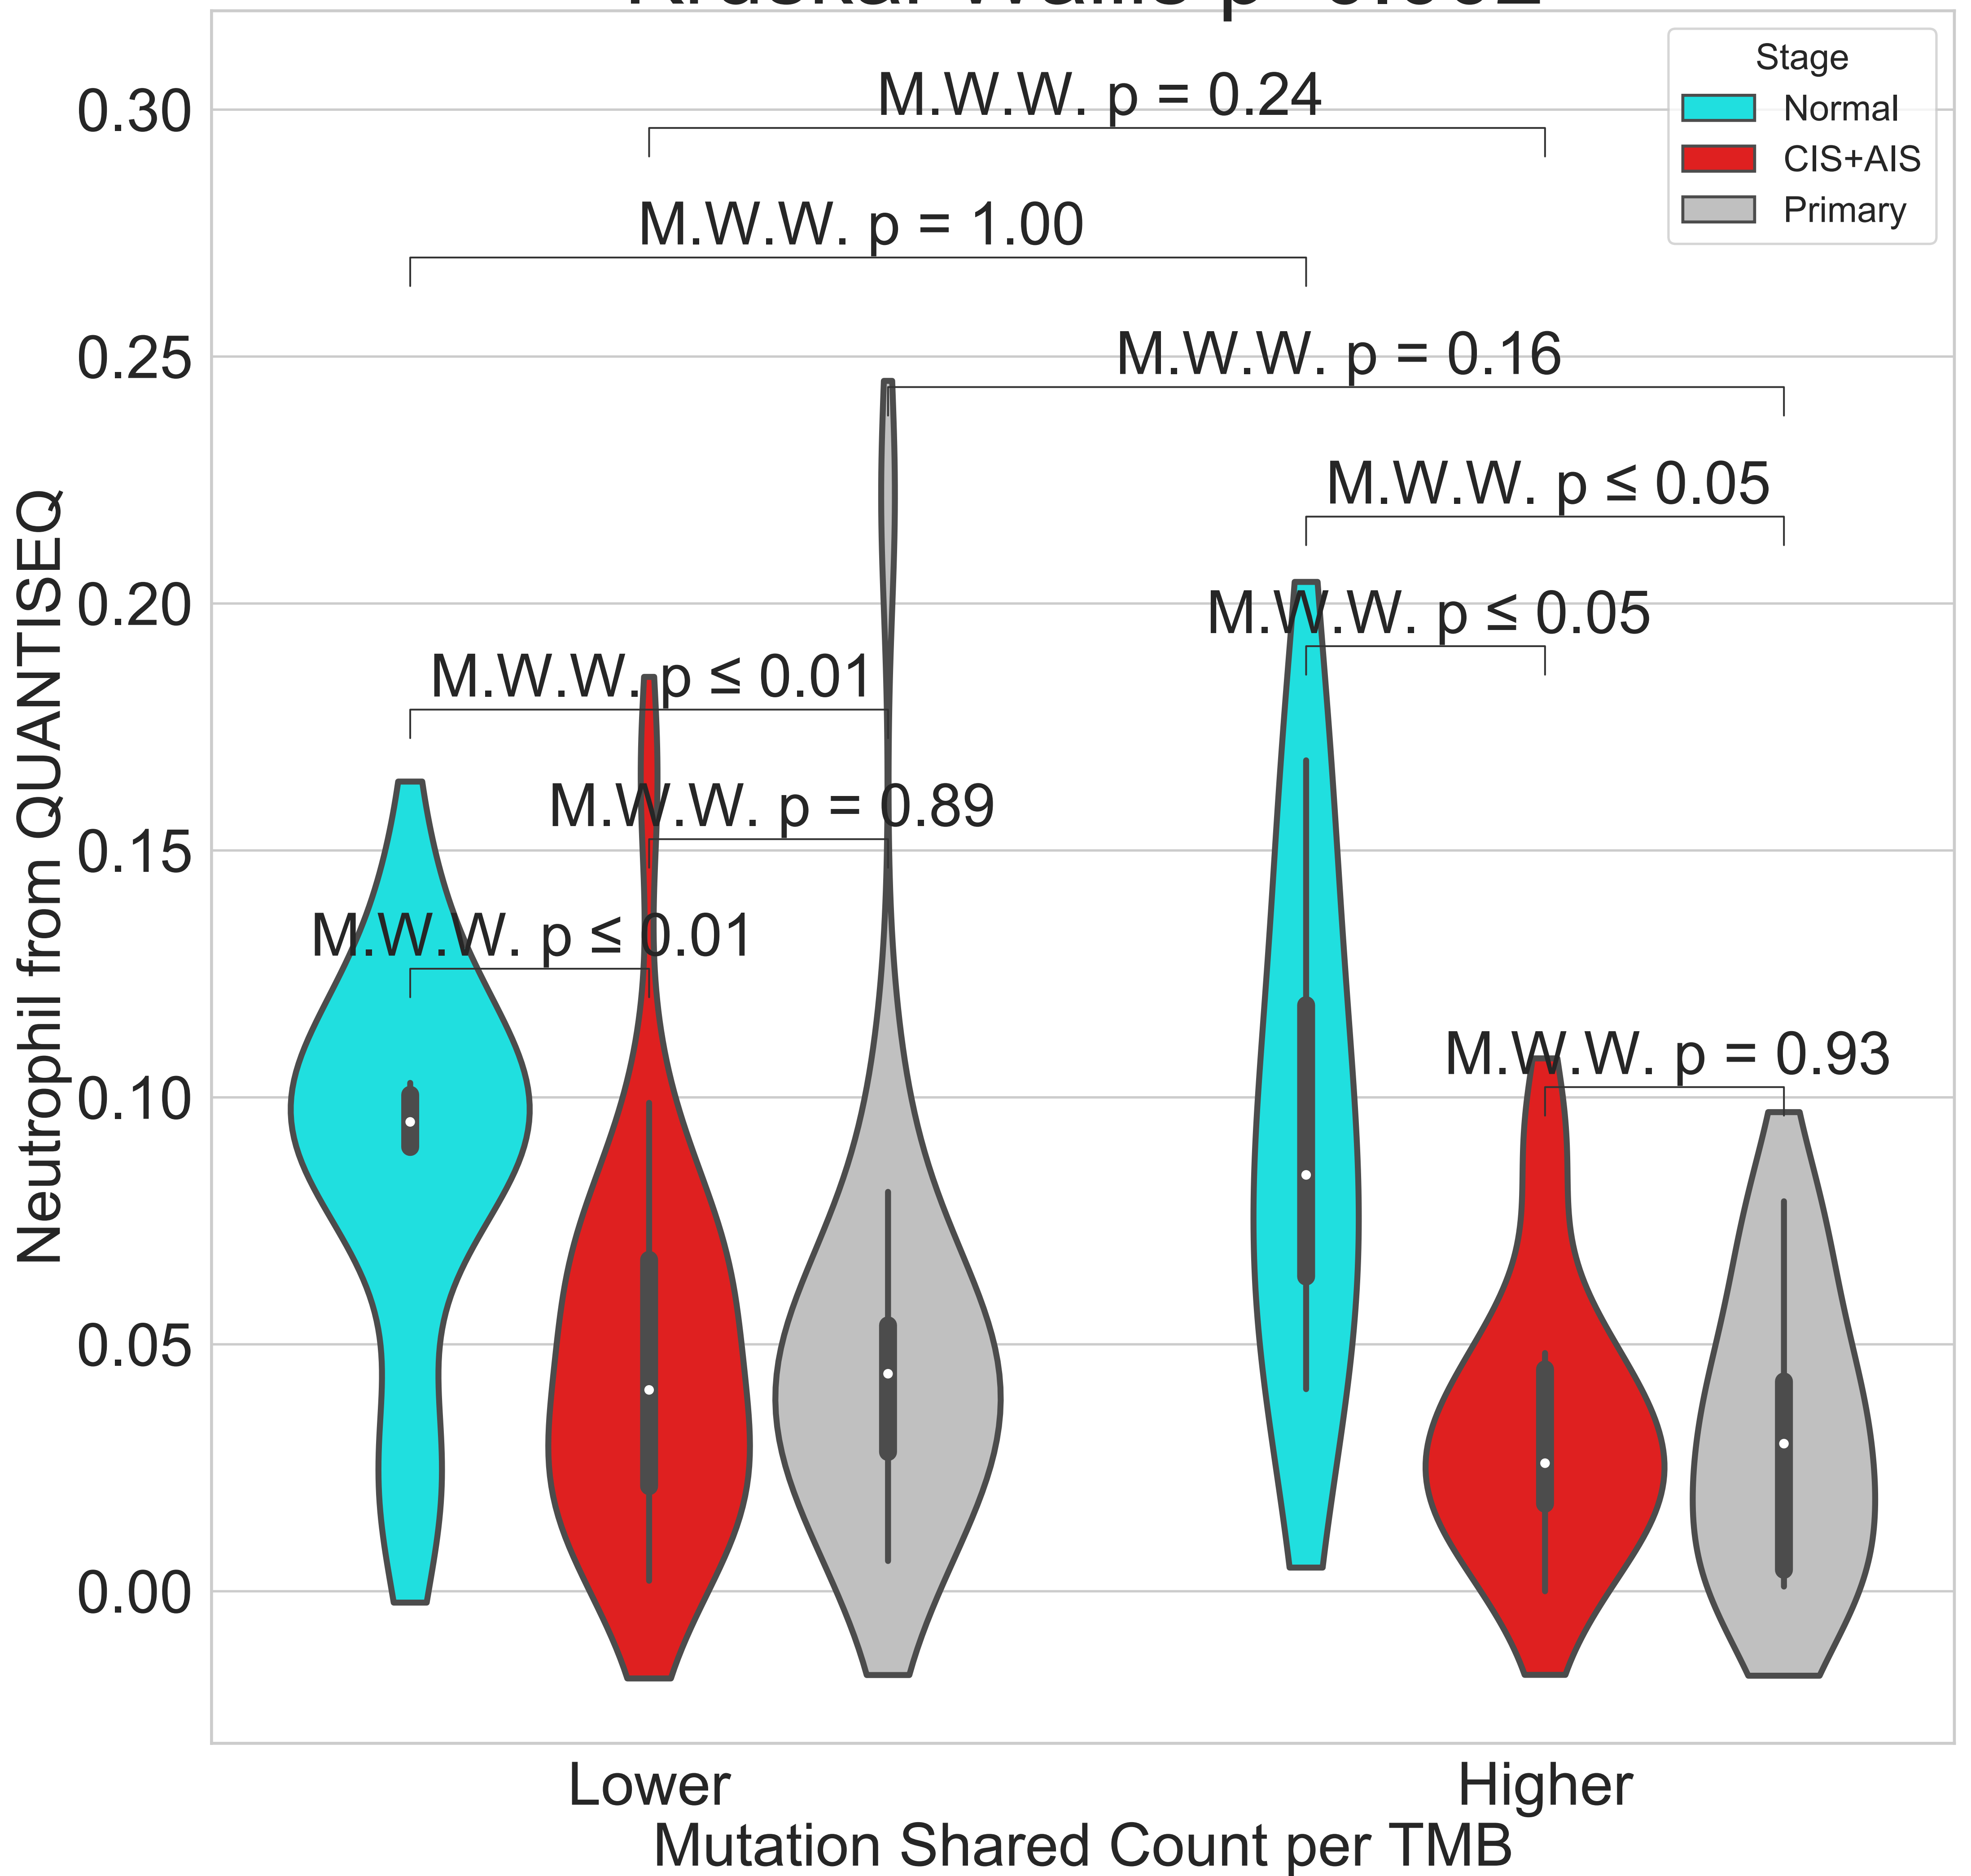 Stage
Normal
CIS+AIS
Primary
M.W.W. p = 0.24
M.W.W. p = 1.00
M.W.W. p = 0.16
M.W.W. p ≤ 0.05
M.W.W. p ≤ 0.05
M.W.W. p ≤ 0.01
M.W.W. p = 0.89
M.W.W. p ≤ 0.01
M.W.W. p = 0.93
0.30
0.25
0.20
0.15
0.10
0.05
0.00
Neutrophil from QUANTISEQ
Lower
Higher
Mutation Shared Count per TMB